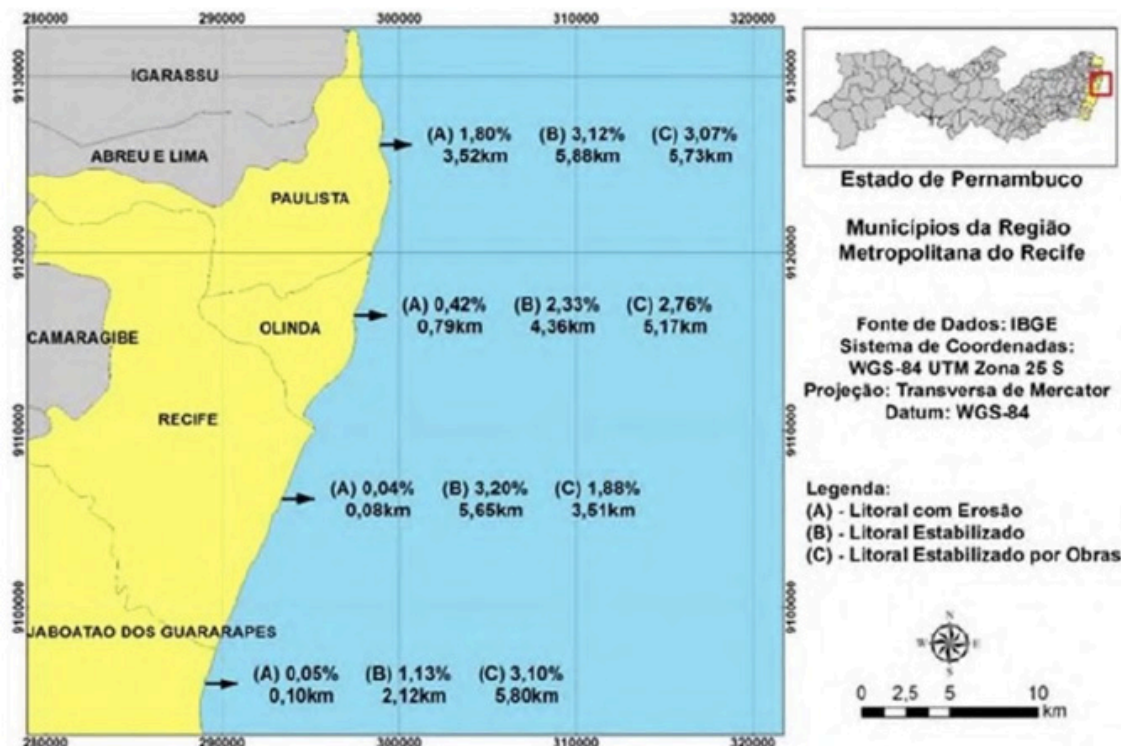 280000 290000 300000 310000 320000
9130000
9130000
IGARASSU
ABREU E LIMA
PAULISTA
(A) 1,80% (B) 3,12% (C) 3,07%
3,52km 5,88km 5,73km
9120000
9120000
CAMARAGIBE
OLINDA
(A) 0,42% (B) 2,33% (C) 2,76%
0,79km 4,36km 5,17km
RECIFE
9110000
9110000
(A) 0,04% (B) 3,20% (C) 1,88%
0,08km 5,65km 3,51km
9100000
9100000
JABOATAO DOS GUARARAPES
(A) 0,05% (B) 1,13% (C) 3,10%
0,10km 2,12km 5,80km
280000 290000 300000 310000 320000
Estado de Pernambuco
Municípios da Região
Metropolitana do Recife
Fonte de Dados: IBGE
Sistema de Coordenadas:
WGS-84 UTM Zona 25 S
Projeção: Transversa de Mercator
Datum: WGS-84
Legenda:
(A) - Litoral com Erosão
(B) - Litoral Estabilizado
(C) - Litoral Estabilizado por Obras
N
W E
S
0 2,5 5 10
km